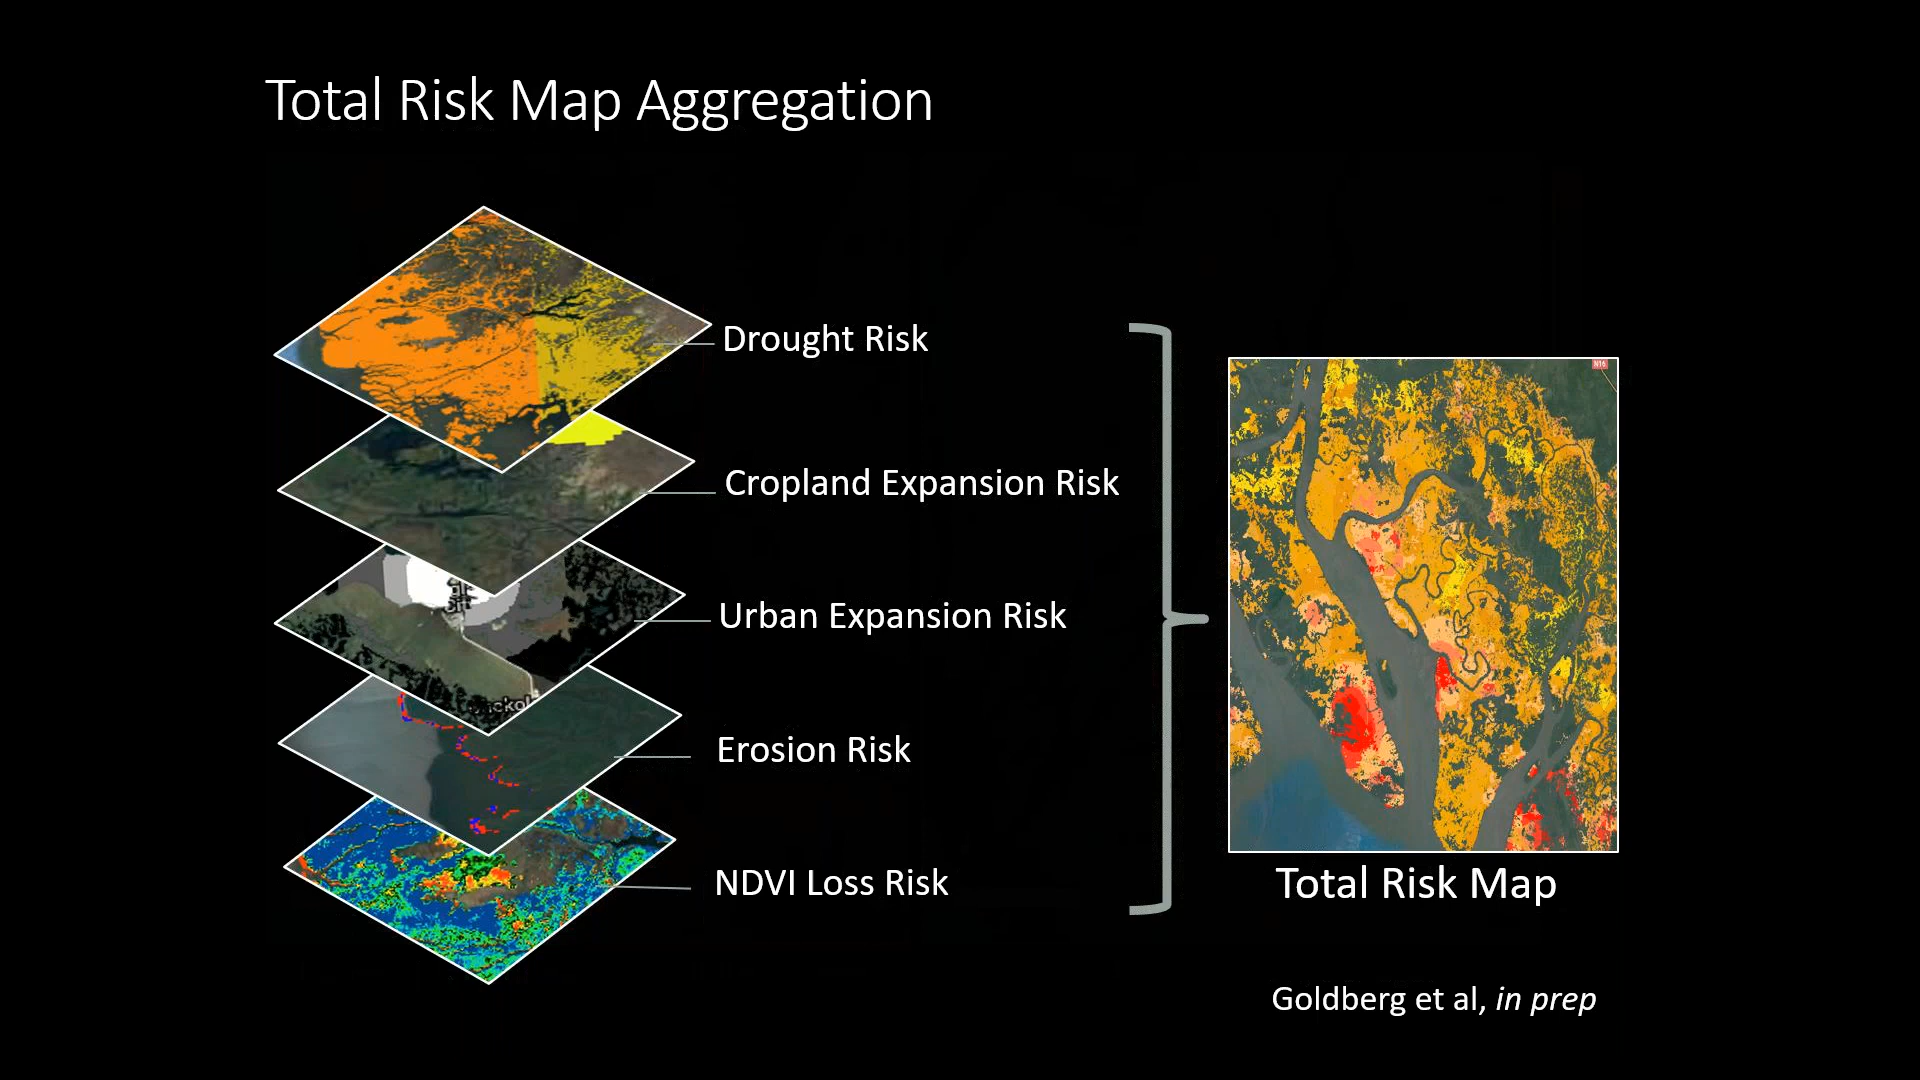 Total Risk Map Aggregation
Drought Risk
Cropland Expansion Risk
Urban Expansion Risk
Erosion Risk
NDVI Loss Risk
N16
Total Risk Map
Goldberg et al, in prep